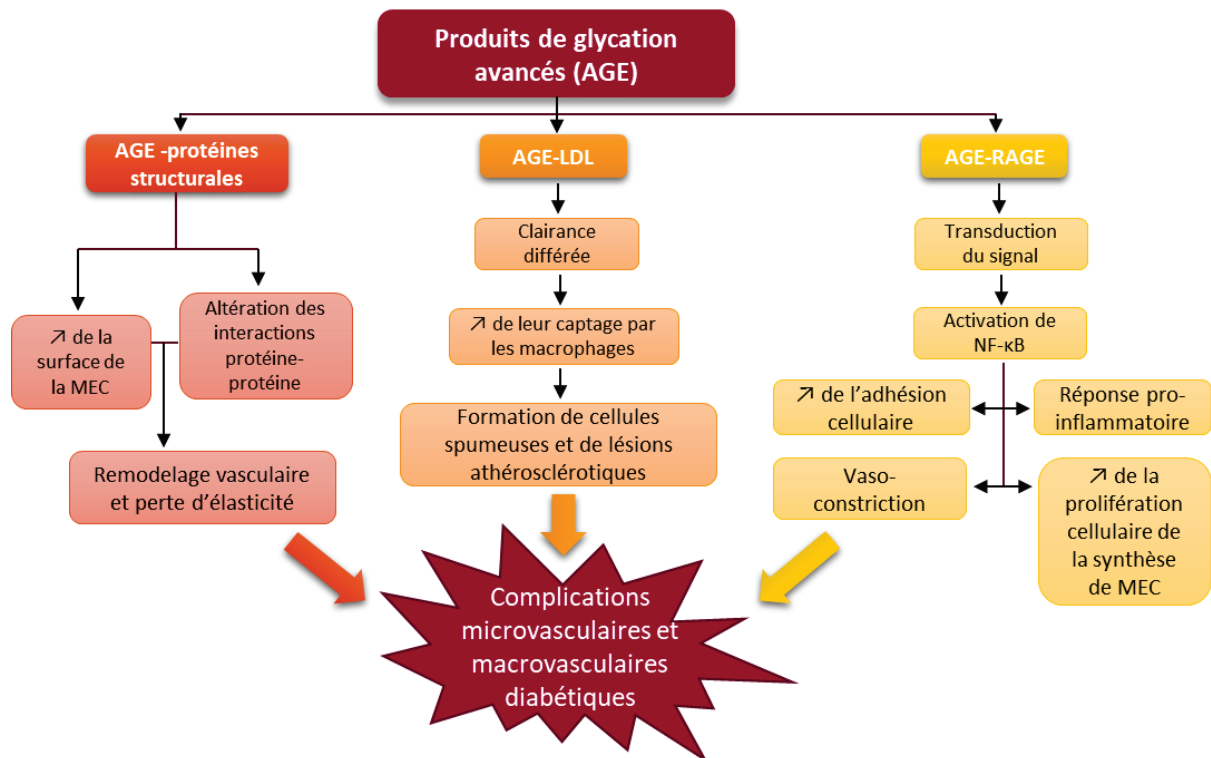 Produits de glycation
avancés (AGE)
AGE -protéines
structurales
AGE-LDL
AGE-RAGE
Clairance
différée
Transduction
du signal
↗ de la
surface de
la MEC
Altération des
interactions
protéine-
protéine
↗ de leur captage par
les macrophages
Activation de
NF-κB
↗ de l’adhésion
cellulaire
Réponse pro-
inflammatoire
Remodelage vasculaire
et perte d’élasticité
Formation de cellules
spumeuses et de lésions
athérosclérotiques
Vaso-
constriction
↗ de la
prolifération
cellulaire de
la synthèse
de MEC
Complications
microvasculaires et
macrovasculaires
diabétiques